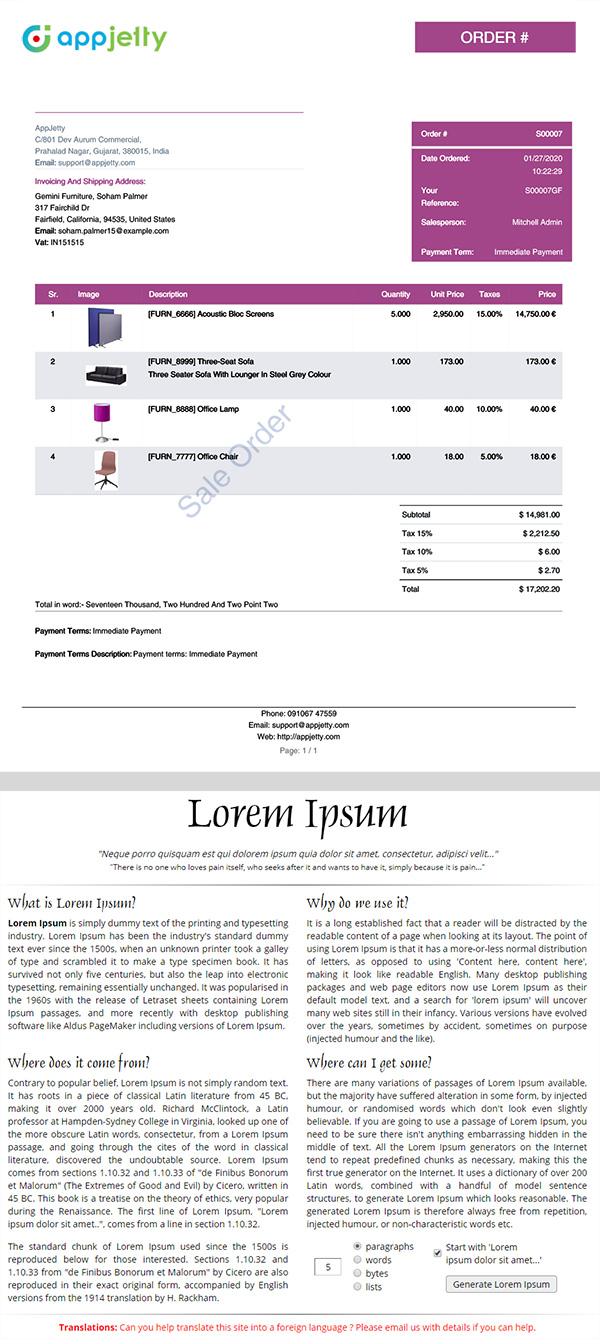 appjetty
ORDER #
AppJetty
C/801 Dev Aurum Commercial,
Prahalad Nagar, Gujarat, 380015, India
Email: support@appjetty.com
Invoicing And Shipping Address:
Gemini Furniture, Soham Palmer
317 Fairchild Dr
Fairfield, California, 94535, United States
Email: soham.palmer15@example.com
Vat: IN151515
Order # S00007
Date Ordered: 01/27/2020
10:22:29
Your S00007GF
Reference:
Salesperson: Mitchell Admin
Payment Term: Immediate Payment
Sr. Image Description Quantity Unit Price Taxes Price
1 [FURN_6666] Acoustic Bloc Screens 5.000 2,950.00 15.00% 14,750.00 €
2 [FURN_8999] Three-Seat Sofa 1.000 173.00 173.00 €
Three Seater Sofa With Lounger In Steel Grey Colour
3 [FURN_8888] Office Lamp 1.000 40.00 10.00% 40.00 €
4 [FURN_7777] Office Chair 1.000 18.00 5.00% 18.00 €
Sale Order
Subtotal $ 14,981.00
Tax 15% $ 2,212.50
Tax 10% $ 6.00
Tax 5% $ 2.70
Total $ 17,202.20
Total in word:- Seventeen Thousand, Two Hundred And Two Point Two
Payment Terms: Immediate Payment
Payment Terms Description: Payment terms: Immediate Payment
Phone: 091067 47559
Email: support@appjetty.com
Web: http://appjetty.com
Page: 1 / 1
Lorem Ipsum
"Neque porro quisquam est qui dolorem ipsum quia dolor sit amet, consectetur, adipisci velit..."
"There is no one who loves pain itself, who seeks after it and wants to have it, simply because it is pain..."
What is Lorem Ipsum?
Lorem Ipsum is simply dummy text of the printing and typesetting
industry. Lorem Ipsum has been the industry's standard dummy
text ever since the 1500s, when an unknown printer took a galley
of type and scrambled it to make a type specimen book. It has
survived not only five centuries, but also the leap into electronic
typesetting, remaining essentially unchanged. It was popularised in
the 1960s with the release of Letraset sheets containing Lorem
Ipsum passages, and more recently with desktop publishing
software like Aldus PageMaker including versions of Lorem Ipsum.
Why do we use it?
It is a long established fact that a reader will be distracted by the
readable content of a page when looking at its layout. The point of
using Lorem Ipsum is that it has a more-or-less normal distribution
of letters, as opposed to using 'Content here, content here',
making it look like readable English. Many desktop publishing
packages and web page editors now use Lorem Ipsum as their
default model text, and a search for 'lorem ipsum' will uncover
many web sites still in their infancy. Various versions have evolved
over the years, sometimes by accident, sometimes on purpose
(injected humour and the like).
Where does it come from?
Contrary to popular belief, Lorem Ipsum is not simply random text.
It has roots in a piece of classical Latin literature from 45 BC,
making it over 2000 years old. Richard McClintock, a Latin
professor at Hampden-Sydney College in Virginia, looked up one of
the more obscure Latin words, consectetur, from a Lorem Ipsum
passage, and going through the cites of the word in classical
literature, discovered the undoubtable source. Lorem Ipsum
comes from sections 1.10.32 and 1.10.33 of "de Finibus Bonorum
et Malorum" (The Extremes of Good and Evil) by Cicero, written in
45 BC. This book is a treatise on the theory of ethics, very popular
during the Renaissance. The first line of Lorem Ipsum, "Lorem
ipsum dolor sit amet..", comes from a line in section 1.10.32.
The standard chunk of Lorem Ipsum used since the 1500s is
reproduced below for those interested. Sections 1.10.32 and
1.10.33 from "de Finibus Bonorum et Malorum" by Cicero are also
reproduced in their exact original form, accompanied by English
versions from the 1914 translation by H. Rackham.
Where can I get some?
There are many variations of passages of Lorem Ipsum available,
but the majority have suffered alteration in some form, by injected
humour, or randomised words which don't look even slightly
believable. If you are going to use a passage of Lorem Ipsum, you
need to be sure there isn't anything embarrassing hidden in the
middle of text. All the Lorem Ipsum generators on the Internet
tend to repeat predefined chunks as necessary, making this the
first true generator on the Internet. It uses a dictionary of over 200
Latin words, combined with a handful of model sentence
structures, to generate Lorem Ipsum which looks reasonable. The
generated Lorem Ipsum is therefore always free from repetition,
injected humour, or non-characteristic words etc.
5
paragraphs
words
bytes
lists
Start with 'Lorem
ipsum dolor sit amet...'
Generate Lorem Ipsum
Translations: Can you help translate this site into a foreign language ? Please email us with details if you can help.